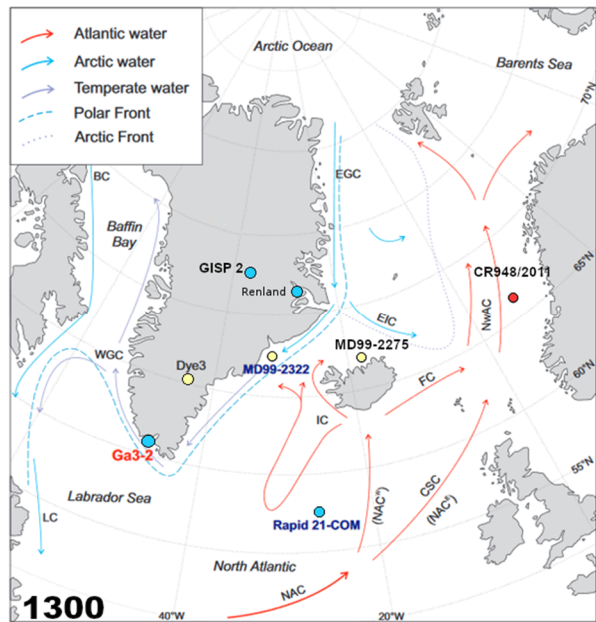 Atlantic water
Arctic water
Temperate water
Polar Front
Arctic Front
Arctic Ocean
Barents Sea
70°N
BC
Baffin
Bay
EGC
GISP 2
Renland
65°N
CR948/2011
EIC
NwAC
MD99-2275
WGC
Dye3
MD99-2322
FC
60°N
IC
Ga3-2
Labrador Sea
LC
Rapid 21-COM
(NACᴺ)
CSC
(NACᴱ)
55°N
North Atlantic
NAC
1300
40°W
20°W